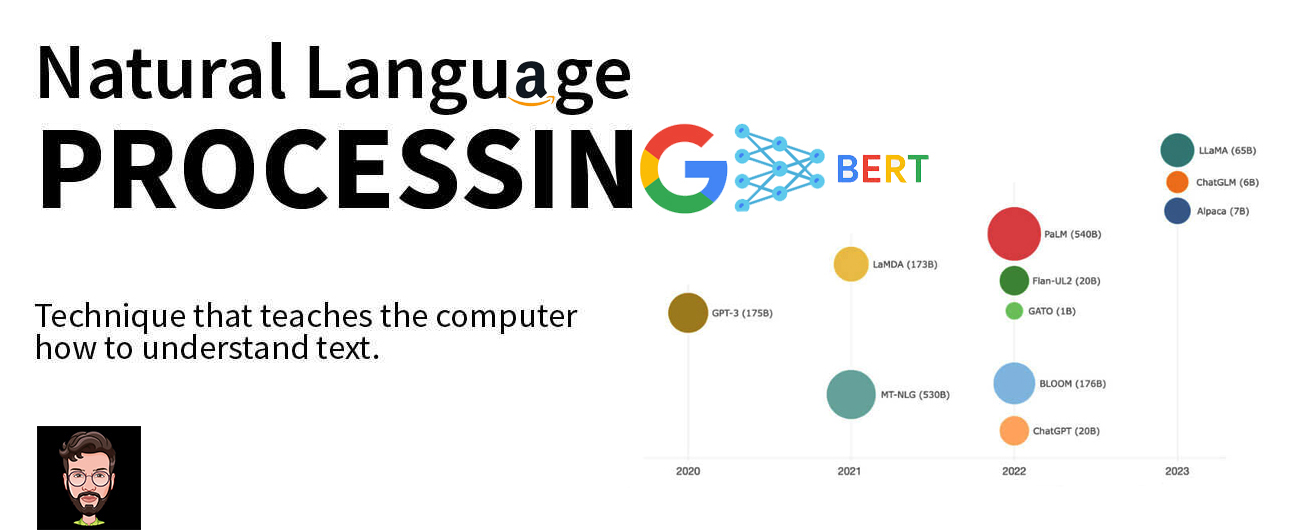 Natural Language
PROCESSING
BERT
Technique that teaches the computer
how to understand text.
LLaMA (65B)
ChatGLM (6B)
Alpaca (7B)
PaLM (540B)
LaMDA (173B)
Flan-UL2 (20B)
GPT-3 (175B)
GATO (1B)
BLOOM (176B)
MT-NLG (530B)
ChatGPT (20B)
2020
2021
2022
2023